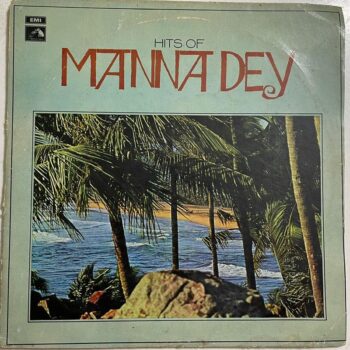 EMI
HITS OF
MANNA DEY